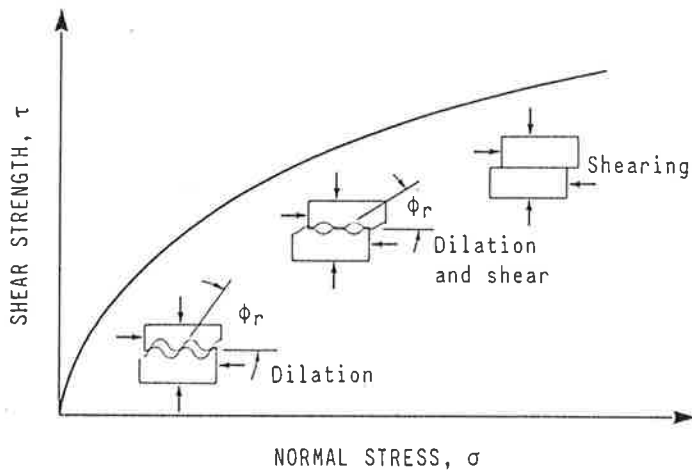 SHEAR STRENGTH, τ
Shearing
ϕr
Dilation
and shear
ϕr
Dilation
NORMAL STRESS, σ